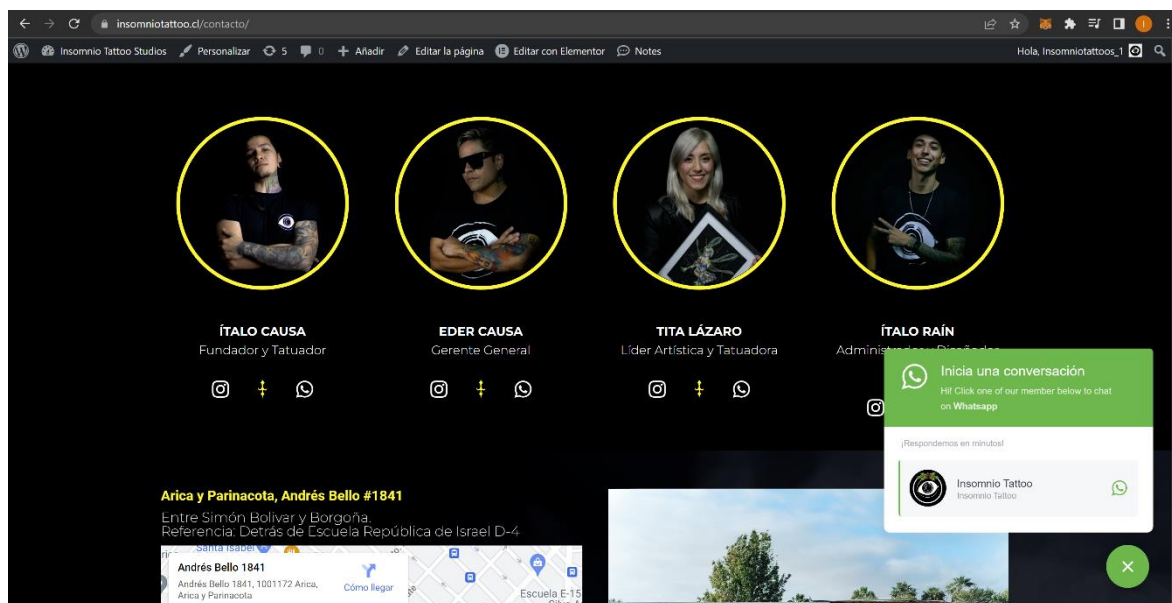 insomniotattoo.cl/contacto/
Insomnio Tattoo Studios Personalizar 5 0 Añadir Editar la página Editar con Elementor Notes Hola, Insomniotattoos_1
ÍTALO CAUSA
Fundador y Tatuador
EDER CAUSA
Gerente General
TITA LÁZARO
Líder Artística y Tatuadora
ÍTALO RAÍN
Inicia una conversación
Hi! Click one of our member below to chat
on Whatsapp
¡Respondemos en minutos!
Insomnio Tattoo
Insomnio Tattoo
Arica y Parinacota, Andrés Bello #1841
Entre Simón Bolivar y Borgoña.
Referencia: Detrás de Escuela República de Israel D-4
Santa Isabel
Andrés Bello 1841
Andrés Bello 1841, 1001172 Arica,
Arica y Parinacota
Cómo llegar
Escuela E-15